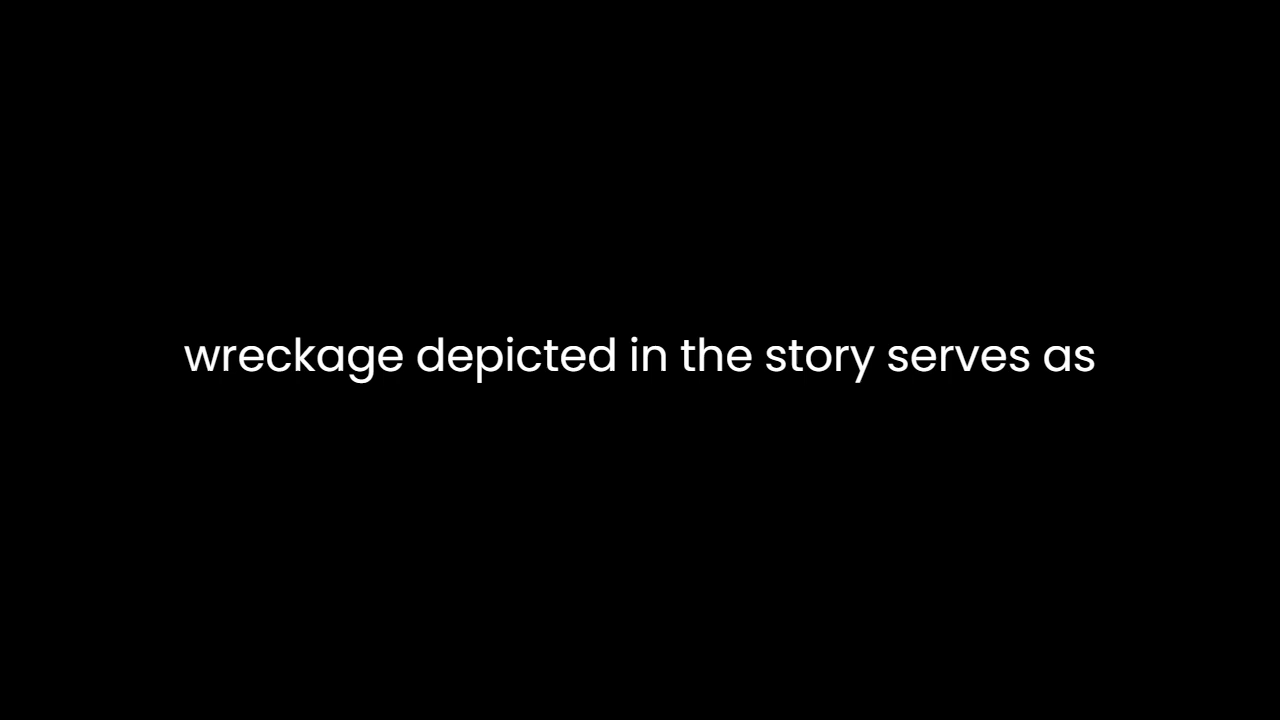 wreckage depicted in the story serves as